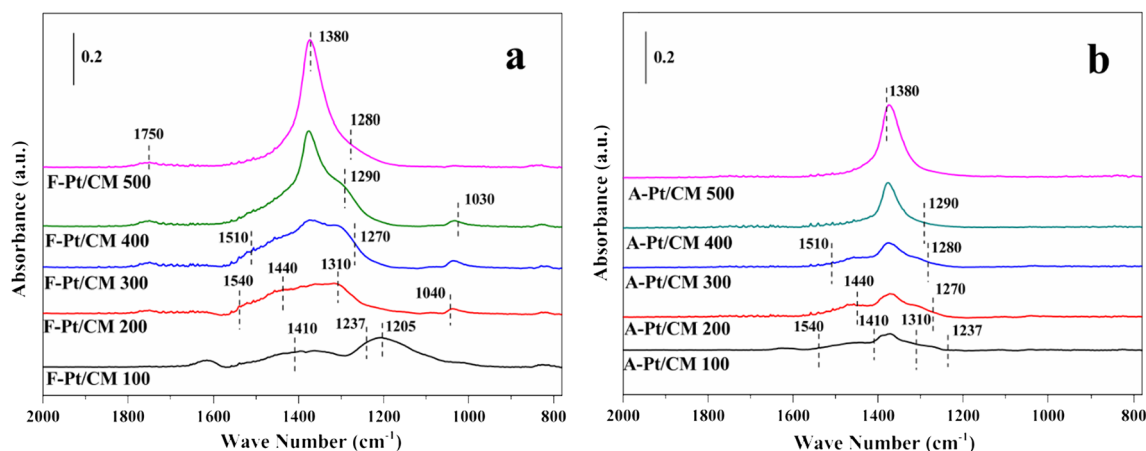 a
0.2
1380
1280
1750
F-Pt/CM 500
1290
1030
F-Pt/CM 400
1510
1270
F-Pt/CM 300
1540
1440
1310
1040
F-Pt/CM 200
1410
1237
1205
F-Pt/CM 100
2000 1800 1600 1400 1200 1000 800
Wave Number (cm⁻¹)
Absorbance (a.u.)
b
0.2
1380
A-Pt/CM 500
1290
A-Pt/CM 400
1510
1280
A-Pt/CM 300
1440
1270
A-Pt/CM 200
1540
1410
1310
1237
A-Pt/CM 100
2000 1800 1600 1400 1200 1000 800
Wave Number (cm⁻¹)
Absorbance (a.u.)